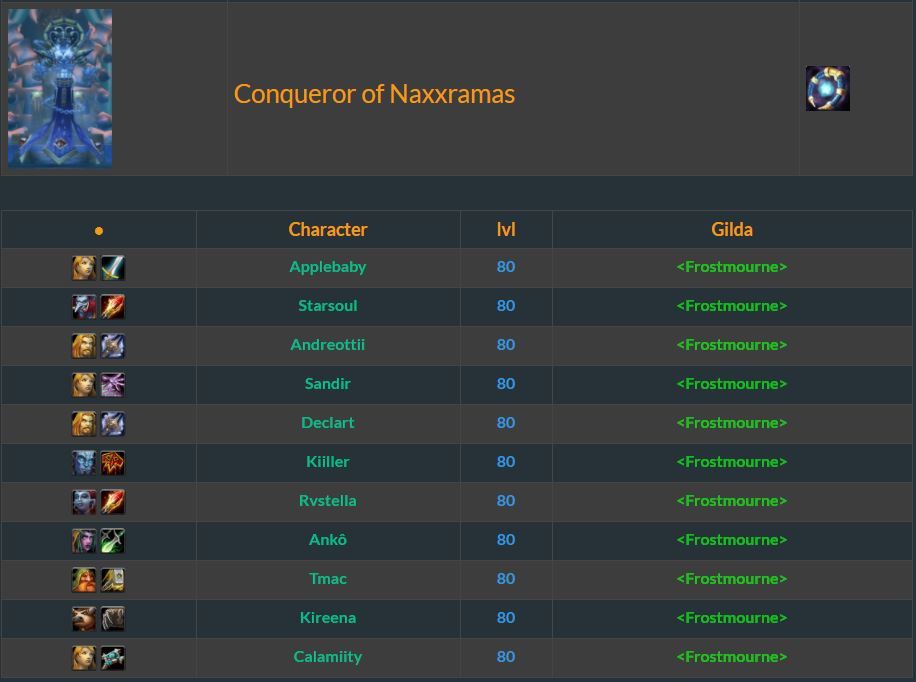 Conqueror of Naxxramas
Character lvl Gilda
Applebaby 80 <Frostmourne>
Starsoul 80 <Frostmourne>
Andreottii 80 <Frostmourne>
Sandir 80 <Frostmourne>
Declart 80 <Frostmourne>
Kiiller 80 <Frostmourne>
Rvstella 80 <Frostmourne>
Ankô 80 <Frostmourne>
Tmac 80 <Frostmourne>
Kireena 80 <Frostmourne>
Calamiity 80 <Frostmourne>